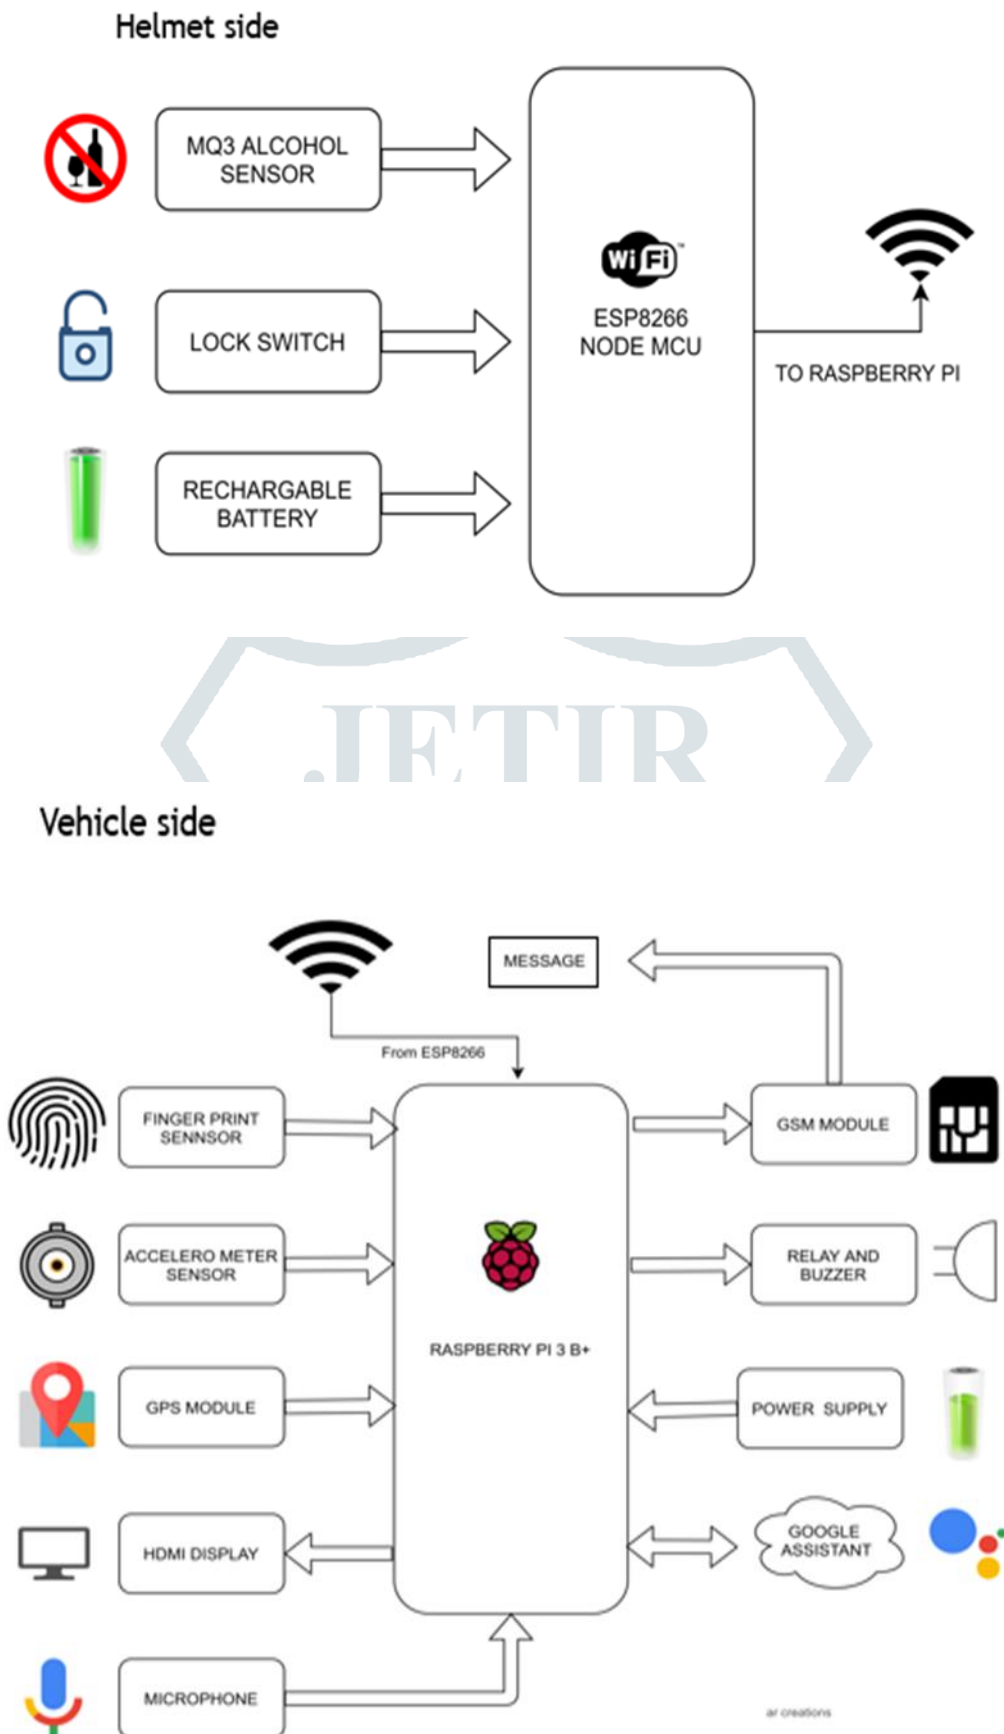 Helmet side
MQ3 ALCOHOL
SENSOR
LOCK SWITCH
RECHARGABLE
BATTERY
Wi Fi
™
ESP8266
NODE MCU
TO RASPBERRY PI
JETIR
Vehicle side
MESSAGE
From ESP8266
FINGER PRINT
SENNSOR
GSM MODULE
ACCELERO METER
SENSOR
RELAY AND
BUZZER
RASPBERRY PI 3 B+
GPS MODULE
POWER SUPPLY
HDMI DISPLAY
GOOGLE
ASSISTANT
MICROPHONE
ar creations